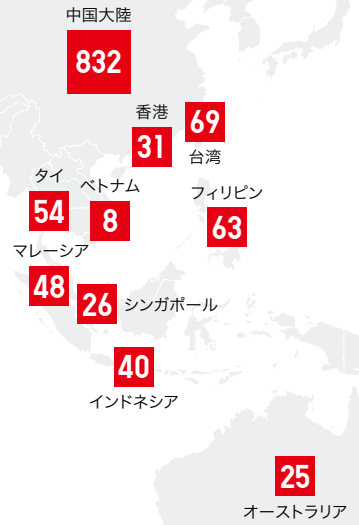 中国大陸
832
香港
31
69
台湾
タイ
54
ベトナム
8
フィリピン
63
マレーシア
48
26
シンガポール
40
インドネシア
25
オーストラリア